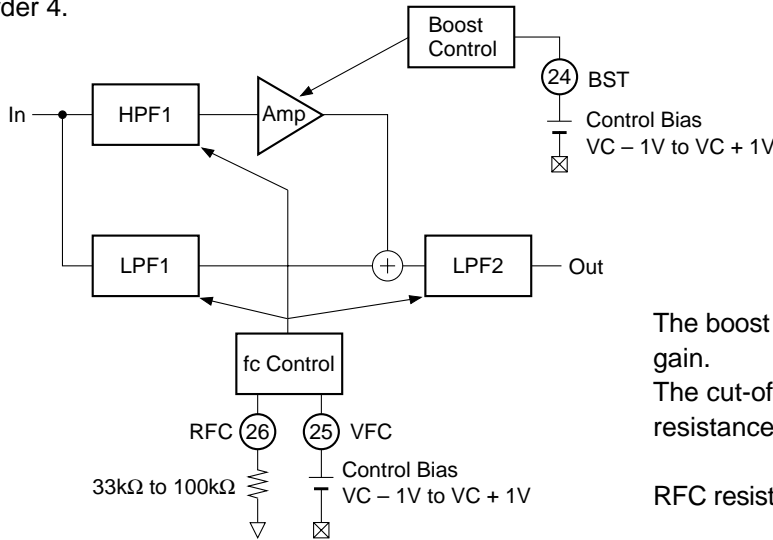 der 4.
Boost
Control
24 BST
Control Bias
VC – 1V to VC + 1V
In
HPF1
Amp
LPF1
+
LPF2
Out
fc Control
RFC 26
25 VFC
33kΩ to 100kΩ
Control Bias
VC – 1V to VC + 1V
The boost
gain.
The cut-of
resistance
RFC resist